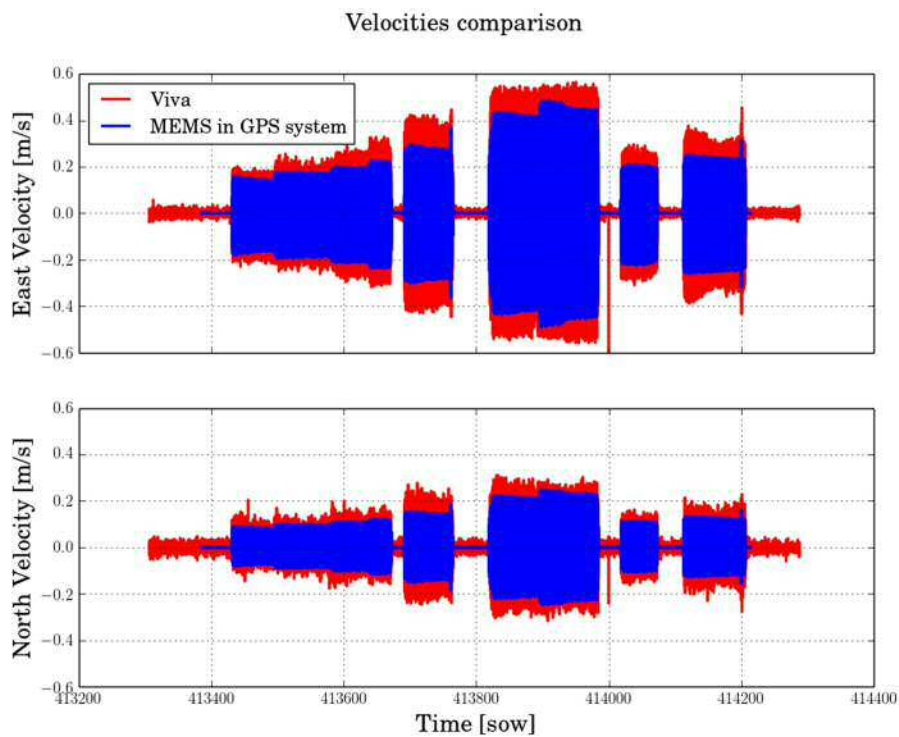 Velocities comparison
0.6
Viva
MEMS in GPS system
0.4
0.2
0.0
−0.2
−0.4
−0.6
East Velocity [m/s]
0.6
0.4
0.2
0.0
−0.2
−0.4
−0.6
North Velocity [m/s]
413200 413400 413600 413800 414000 414200 414400
Time [sow]